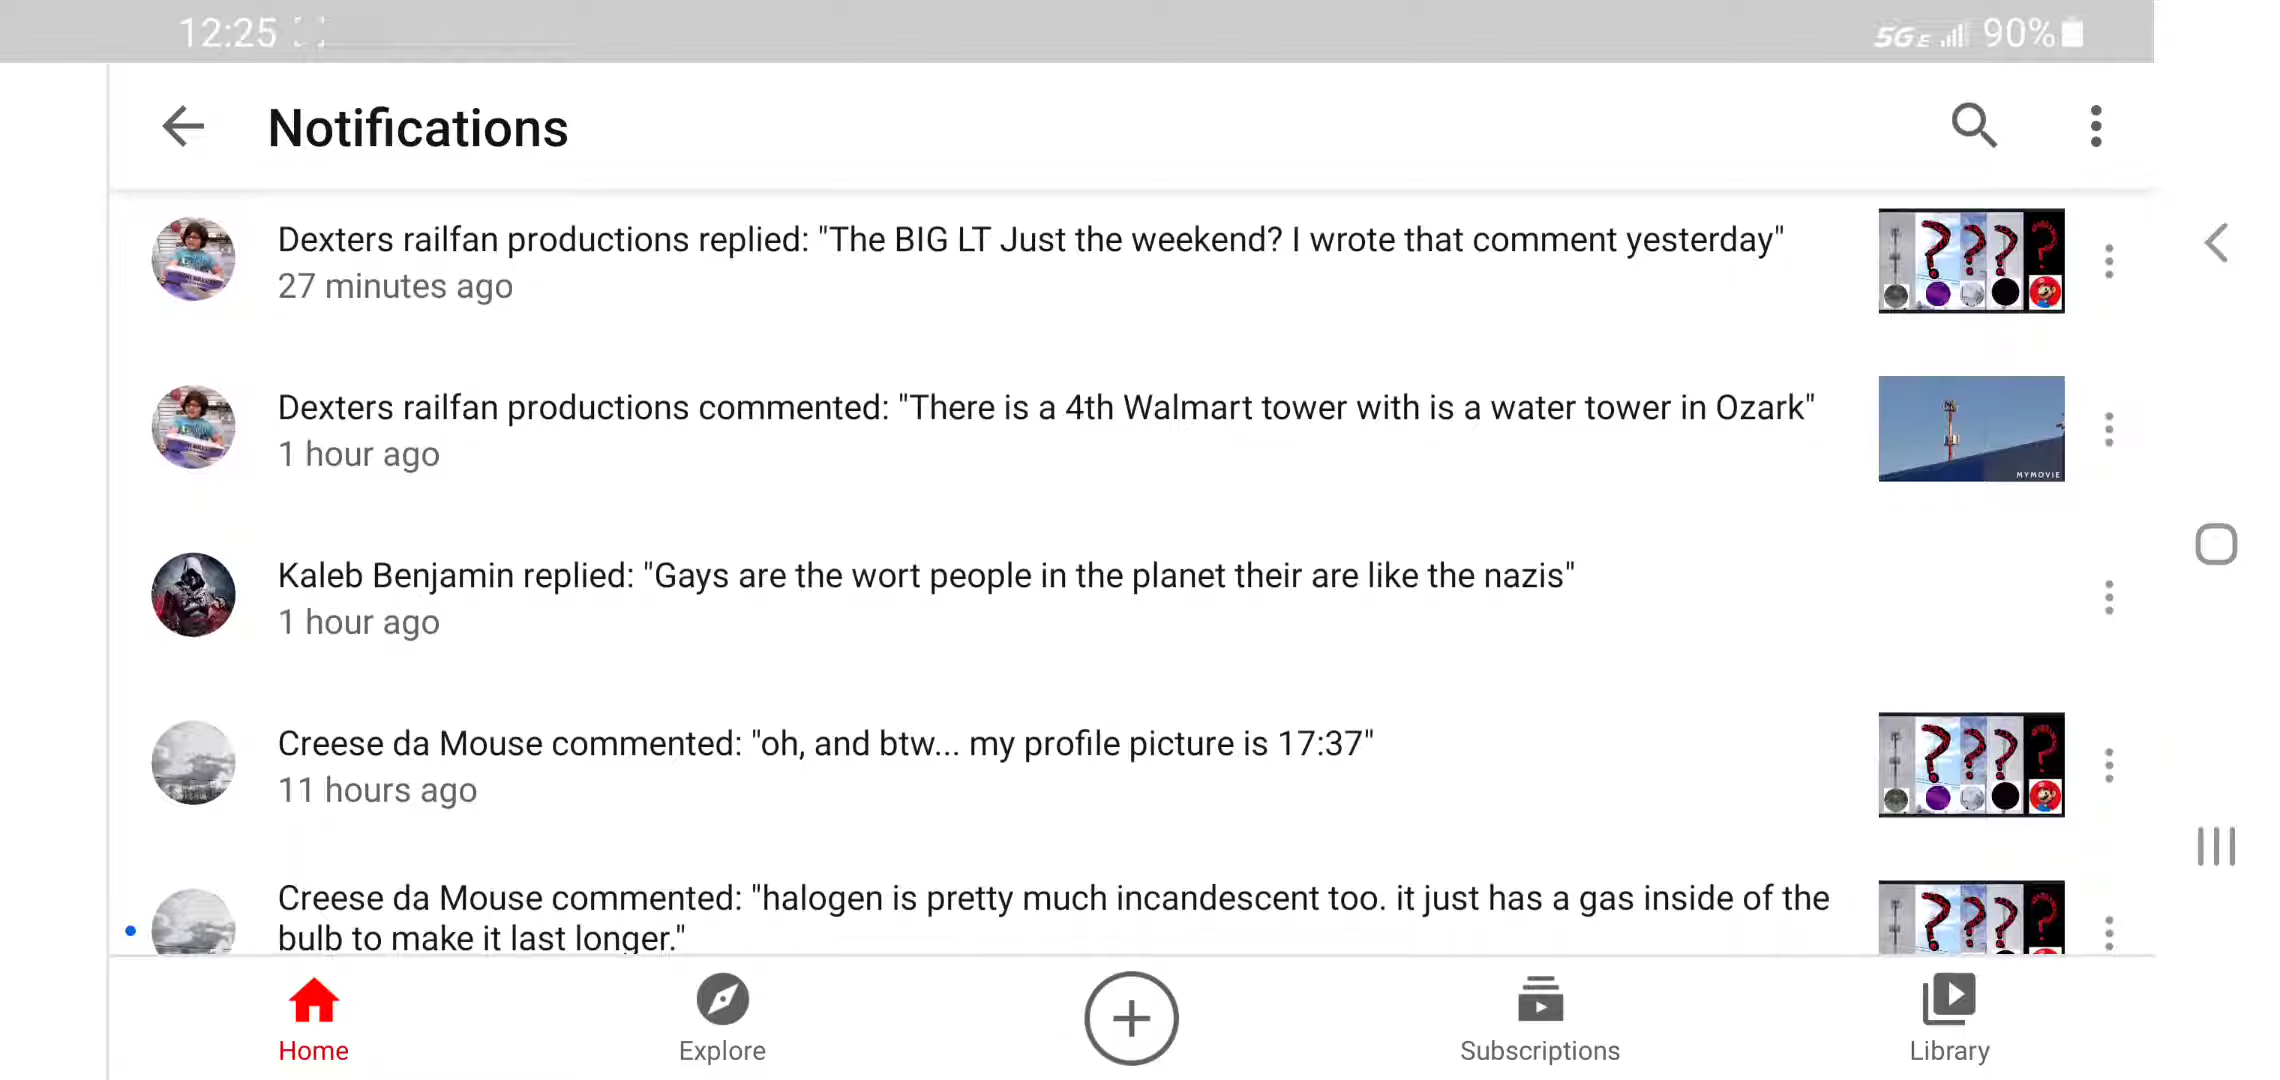 12:25
5GE 90%
Notifications
Dexters railfan productions replied: "The BIG LT Just the weekend? I wrote that comment yesterday"
27 minutes ago
Dexters railfan productions commented: "There is a 4th Walmart tower with is a water tower in Ozark"
1 hour ago
MYMOVIE
Kaleb Benjamin replied: "Gays are the wort people in the planet their are like the nazis"
1 hour ago
Creese da Mouse commented: "oh, and btw... my profile picture is 17:37"
11 hours ago
Creese da Mouse commented: "halogen is pretty much incandescent too. it just has a gas inside of the
bulb to make it last longer."
Home
Explore
Subscriptions
Library